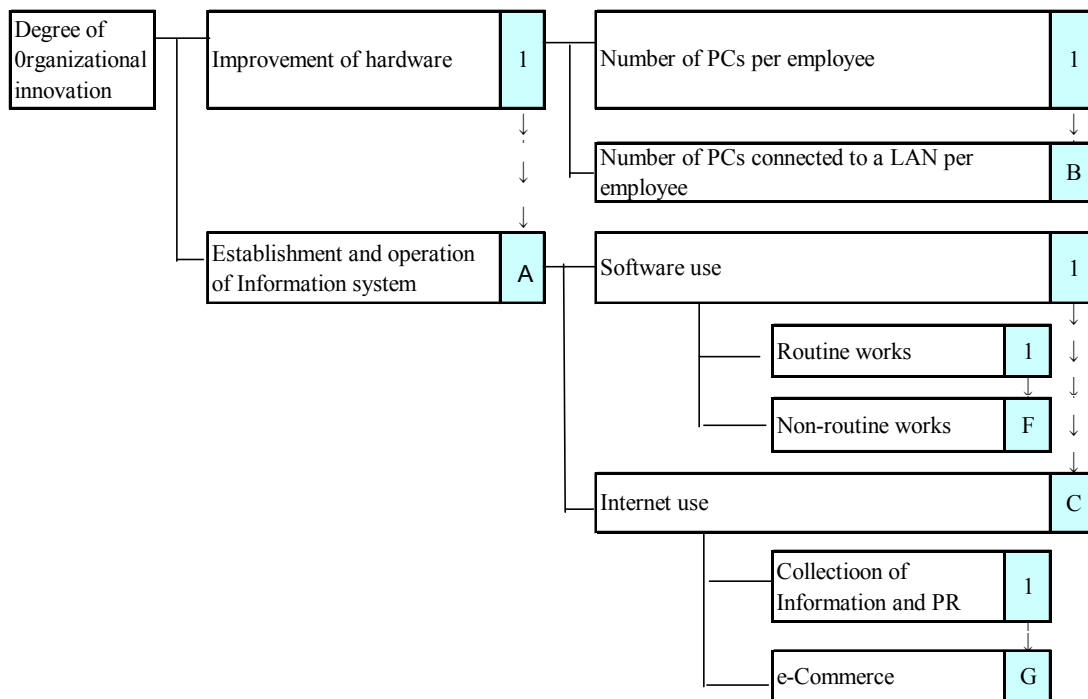 Degree of
0rganizational
innovation
Improvement of hardware
1
Number of PCs per employee
1
↓
↓
↓
↓
Number of PCs connected to a LAN per
employee
B
Establishment and operation
of Information system
A
Software use
1
↓
↓
↓
↓
↓
Routine works
1
↓
Non-routine works
F
Internet use
C
Collectioon of
Information and PR
1
↓
e-Commerce
G